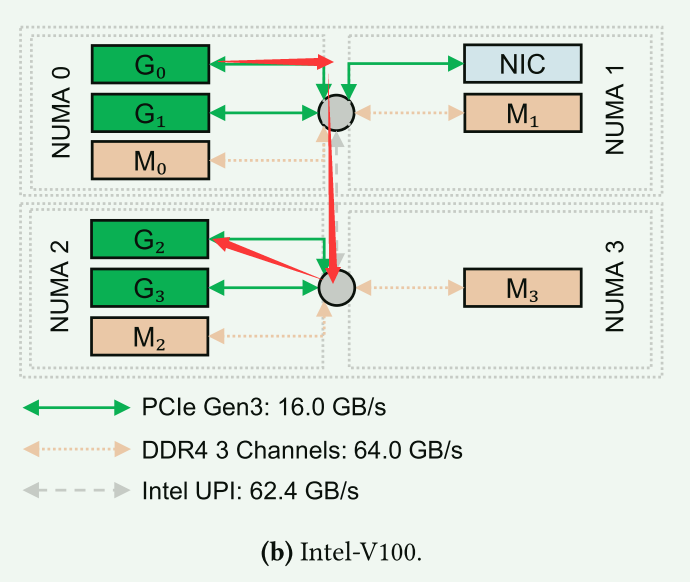 NUMA 0
G₀
G₁
M₀
NIC
M₁
NUMA 1
NUMA 2
G₂
G₃
M₂
M₃
NUMA 3
PCIe Gen3: 16.0 GB/s
DDR4 3 Channels: 64.0 GB/s
Intel UPI: 62.4 GB/s
(b) Intel-V100.